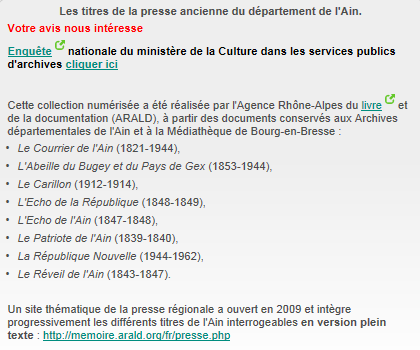 Les titres de la presse ancienne du département de l'Ain.
Votre avis nous intéresse
Enquête nationale du ministère de la Culture dans les services publics
d'archives cliquer ici
Cette collection numérisée a été réalisée par l'Agence Rhône-Alpes du livre et
de la documentation (ARALD), à partir des documents conservés aux Archives
départementales de l'Ain et à la Médiathèque de Bourg-en-Bresse :
• Le Courrier de l'Ain (1821-1944),
• L'Abeille du Bugey et du Pays de Gex (1853-1944),
• Le Carillon (1912-1914),
• L'Echo de la République (1848-1849),
• L'Echo de l'Ain (1847-1848),
• Le Patriote de l'Ain (1839-1840),
• La République Nouvelle (1944-1962),
• Le Réveil de l'Ain (1843-1847).
Un site thématique de la presse régionale a ouvert en 2009 et intègre
progressivement les différents titres de l'Ain interrogeables en version plein
texte : http://memoire.arald.org/fr/presse.php